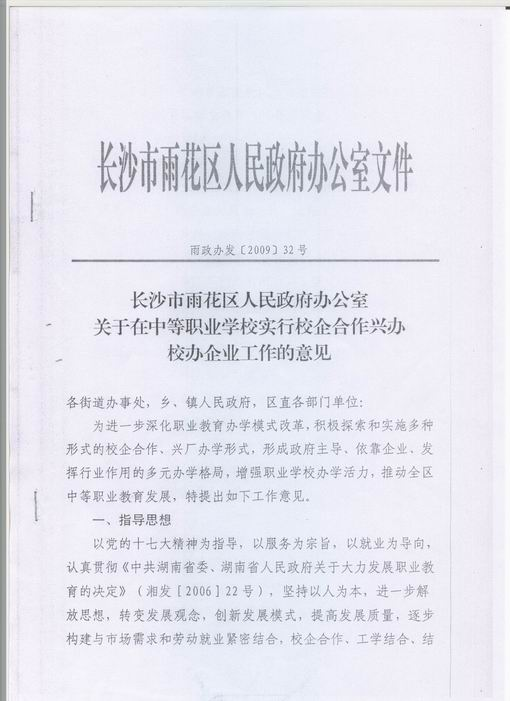 长沙市雨花区人民政府办公室文件
雨政办发〔2009〕32号
长沙市雨花区人民政府办公室
关于在中等职业学校实行校企合作兴办
校办企业工作的意见
各街道办事处，乡、镇人民政府，区直各部门单位：
为进一步深化职业教育办学模式改革，积极探索和实施多种
形式的校企合作、兴厂办学形式，形成政府主导、依靠企业、发
挥行业作用的多元办学格局，增强职业学校办学活力，推动全区
中等职业教育发展，特提出如下工作意见。
一、指导思想
以党的十七大精神为指导，以服务为宗旨，以就业为导向，
认真贯彻《中共湖南省委、湖南省人民政府关于大力发展职业教
育的决定》（湘发［2006］22号），坚持以人为本，进一步解
放思想，转变发展观念，创新发展模式，提高发展质量，逐步
构建与市场需求和劳动就业紧密结合，校企合作、工学结合、结